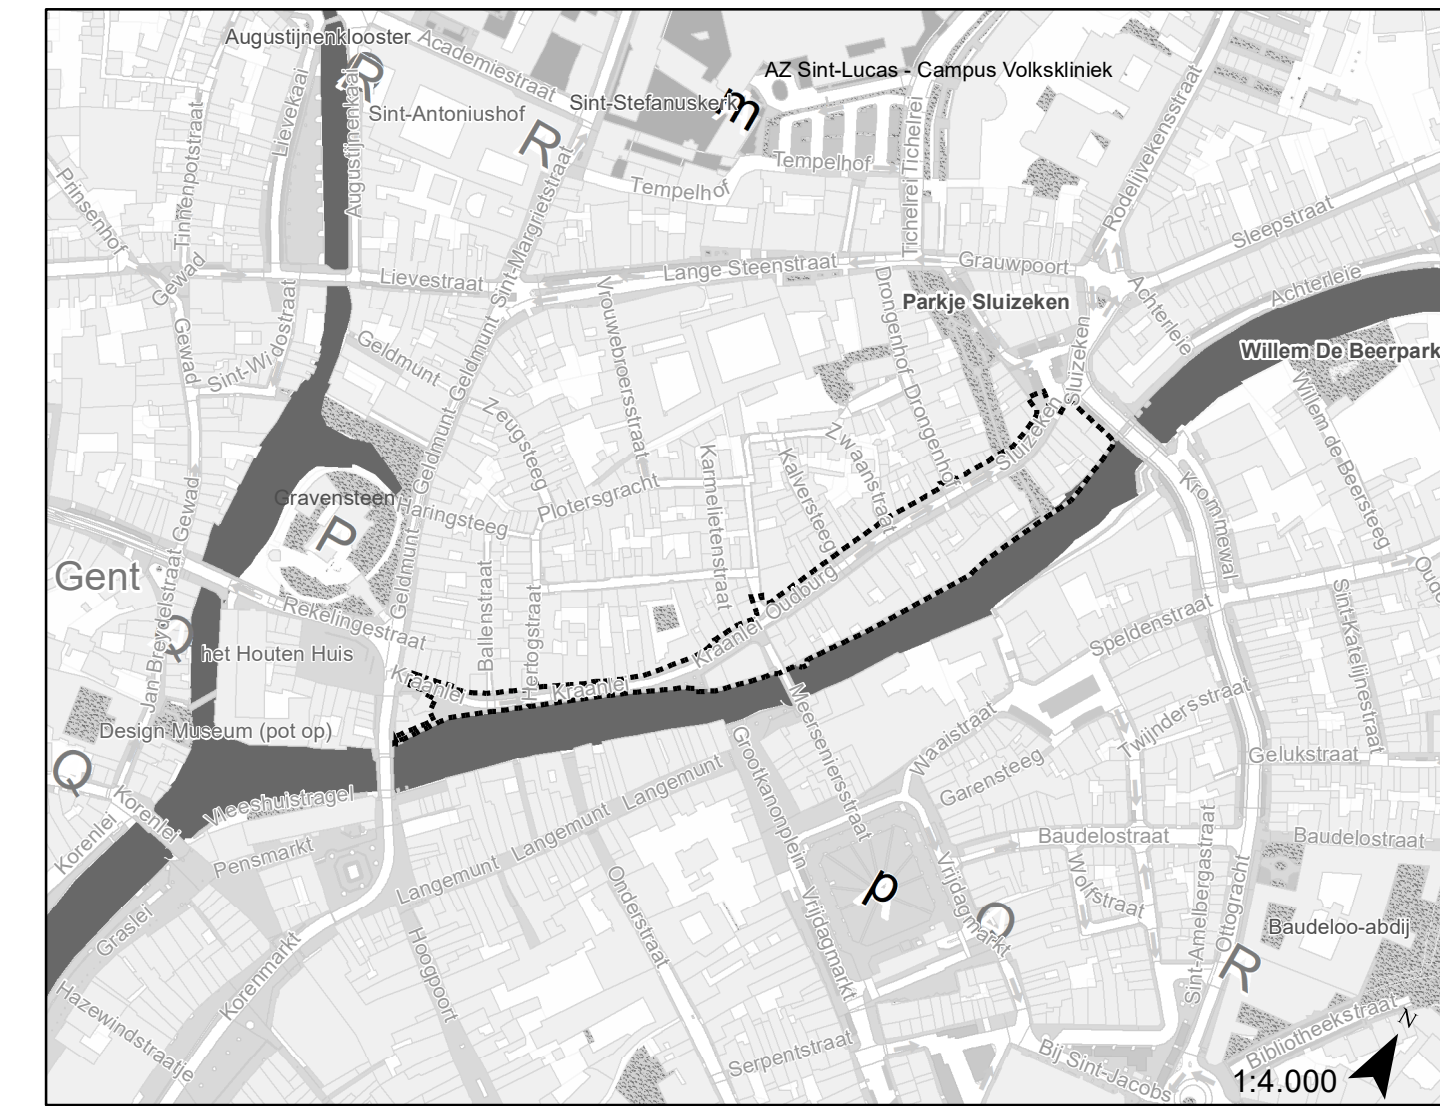 Augustijnenklooster
Academiestraat
R
AZ Sint-Lucas - Campus Volkskliniek
Sint-Stefanuskerk
m
Sint-Antoniushof
R
Lievekaai
Augustijnenkaai
Tinnenpotstraat
Prinsenhof
Gewad
Tempelhof
Tempelhof
Tichelrei
Tichelrei
Rodelijvekensstraat
Sleepstraat
Sint-Margrietstraat
Lievestraat
Lange Steenstraat
Grauwpoort
Achterleie
Achterleie
Parkje Sluizeken
Willem De Beerpark
Gewad
Sint-Widostraat
Geldmunt
Geldmunt
Geldmunt
Vrouwebroersstraat
Drongenhof
Drongenhof
Sluizeken
Sluizeken
Willem de Beersteeg
Zeugsteeg
Plotersgracht
Karmelietenstraat
Kalversteeg
Zwaanstraat
Krommewal
Gewad
Gravensteen
P
Haringsteeg
Geldmunt
Gent
Q
Jan-Breydelstraat
Rekelingestraat
het Houten Huis
Ballenstraat
Hertogstraat
Kraanlei
Kraanlei
Kraanlei
Oudburg
Speldenstraat
Sint-Katelijnestraat
Design Museum (pot op)
Q
Meerseniersstraat
Waaistraat
Twijndersstraat
Garensteeg
Gelukstraat
Korenlei
Korenlei
Vleeshuistragel
Pensmarkt
Langemunt
Langemunt
Langemunt
Grootkanonplein
Baudelostraat
Baudelostraat
Wolfstraat
Sint-Amelbergastraat
Ottogracht
p
Vrijdagmarkt
Vrijdagmarkt
Q
Baudeloo-abdij
R
Graslei
Korenmarkt
Hoogpoort
Onderstraat
Hazewindstraatje
Serpentstraat
Bij Sint-Jacobs
Bibliotheekstraat
N
1:4.000